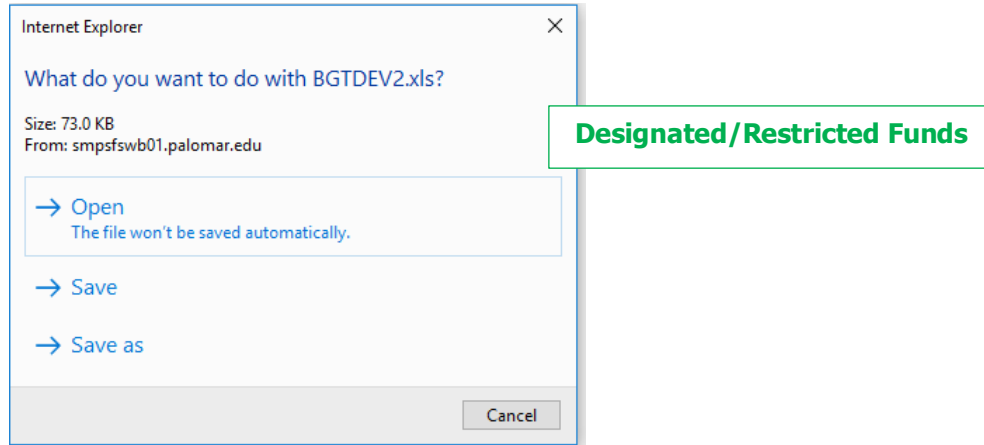 Internet Explorer
What do you want to do with BGTDEV2.xls?
Size: 73.0 KB
From: smpsfswb01.palomar.edu
Designated/Restricted Funds
Open
The file won't be saved automatically.
Save
Save as
Cancel